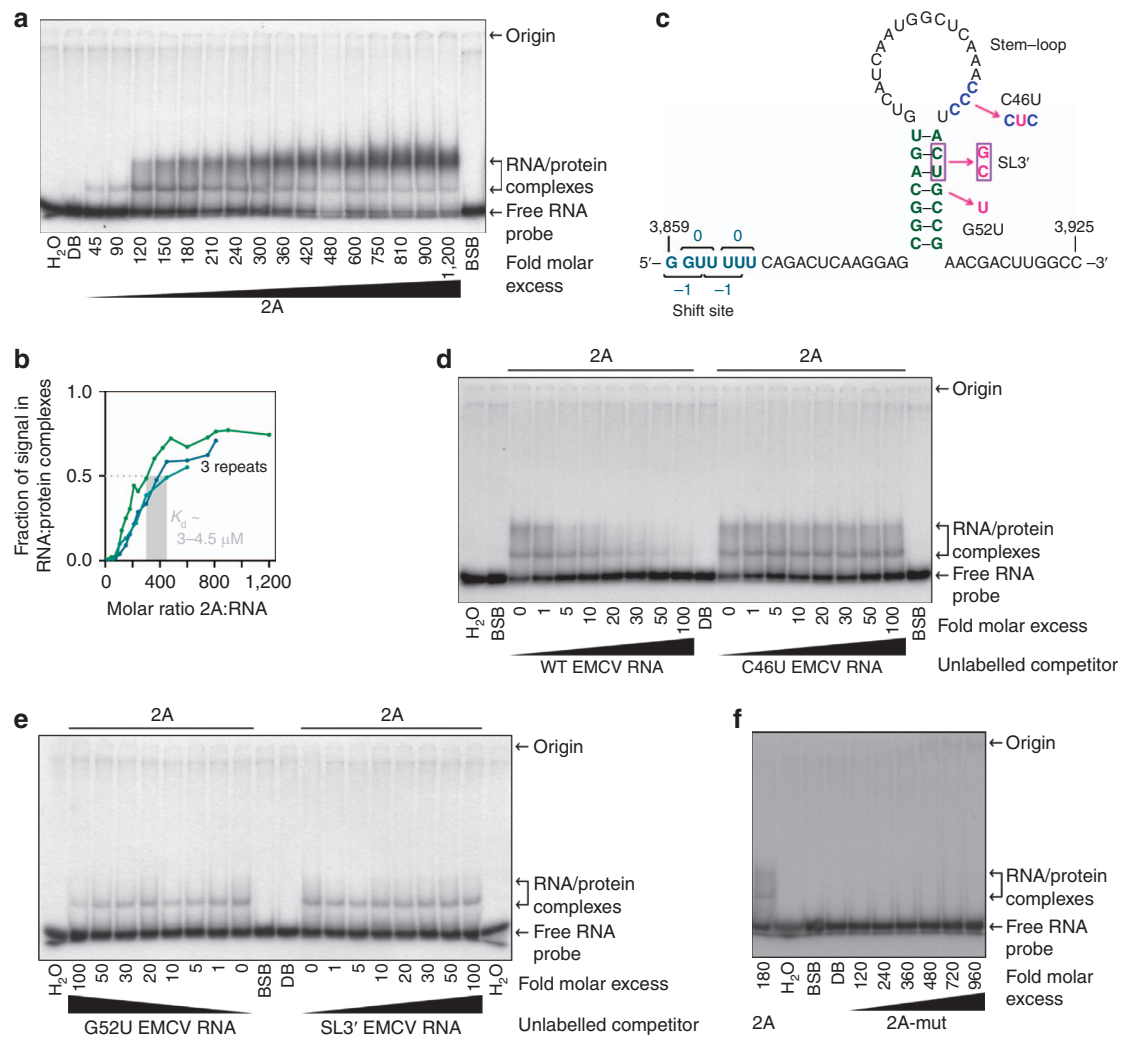 a
← Origin
RNA/protein
complexes
← Free RNA
probe
H2O DB 45 90 120 150 180 210 240 300 360 420 480 600 750 810 900 1,200 BSB
Fold molar
excess
2A
b
Fraction of signal in
RNA:protein complexes
1.0
0.5
0.0
3 repeats
Kd ~
3–4.5 μM
0 400 800 1,200
Molar ratio 2A:RNA
c
GUCAUCAAUGGCUCAAACCCU
Stem–loop
C46U
CUC
U–A
G–C
A–U
C–G
G–C
G–C
C–G
G
C
SL3′
U
G52U
3,859
3,925
0 0
5′– G GUU UUU CAGACUCAAGGAG AACGACUUGGCC –3′
–1 –1
Shift site
d
2A 2A
← Origin
RNA/protein
complexes
← Free RNA
probe
H2O BSB 0 1 5 10 20 30 50 100 DB 0 1 5 10 20 30 50 100 BSB
Fold molar excess
WT EMCV RNA C46U EMCV RNA
Unlabelled competitor
e
2A 2A
← Origin
RNA/protein
complexes
← Free RNA
probe
H2O 100 50 30 20 10 5 1 0 BSB DB 0 1 5 10 20 30 50 100 H2O
Fold molar excess
G52U EMCV RNA SL3′ EMCV RNA
Unlabelled competitor
f
← Origin
RNA/protein
complexes
← Free RNA
probe
180 H2O BSB DB 120 240 360 480 720 960
Fold molar
excess
2A 2A-mut